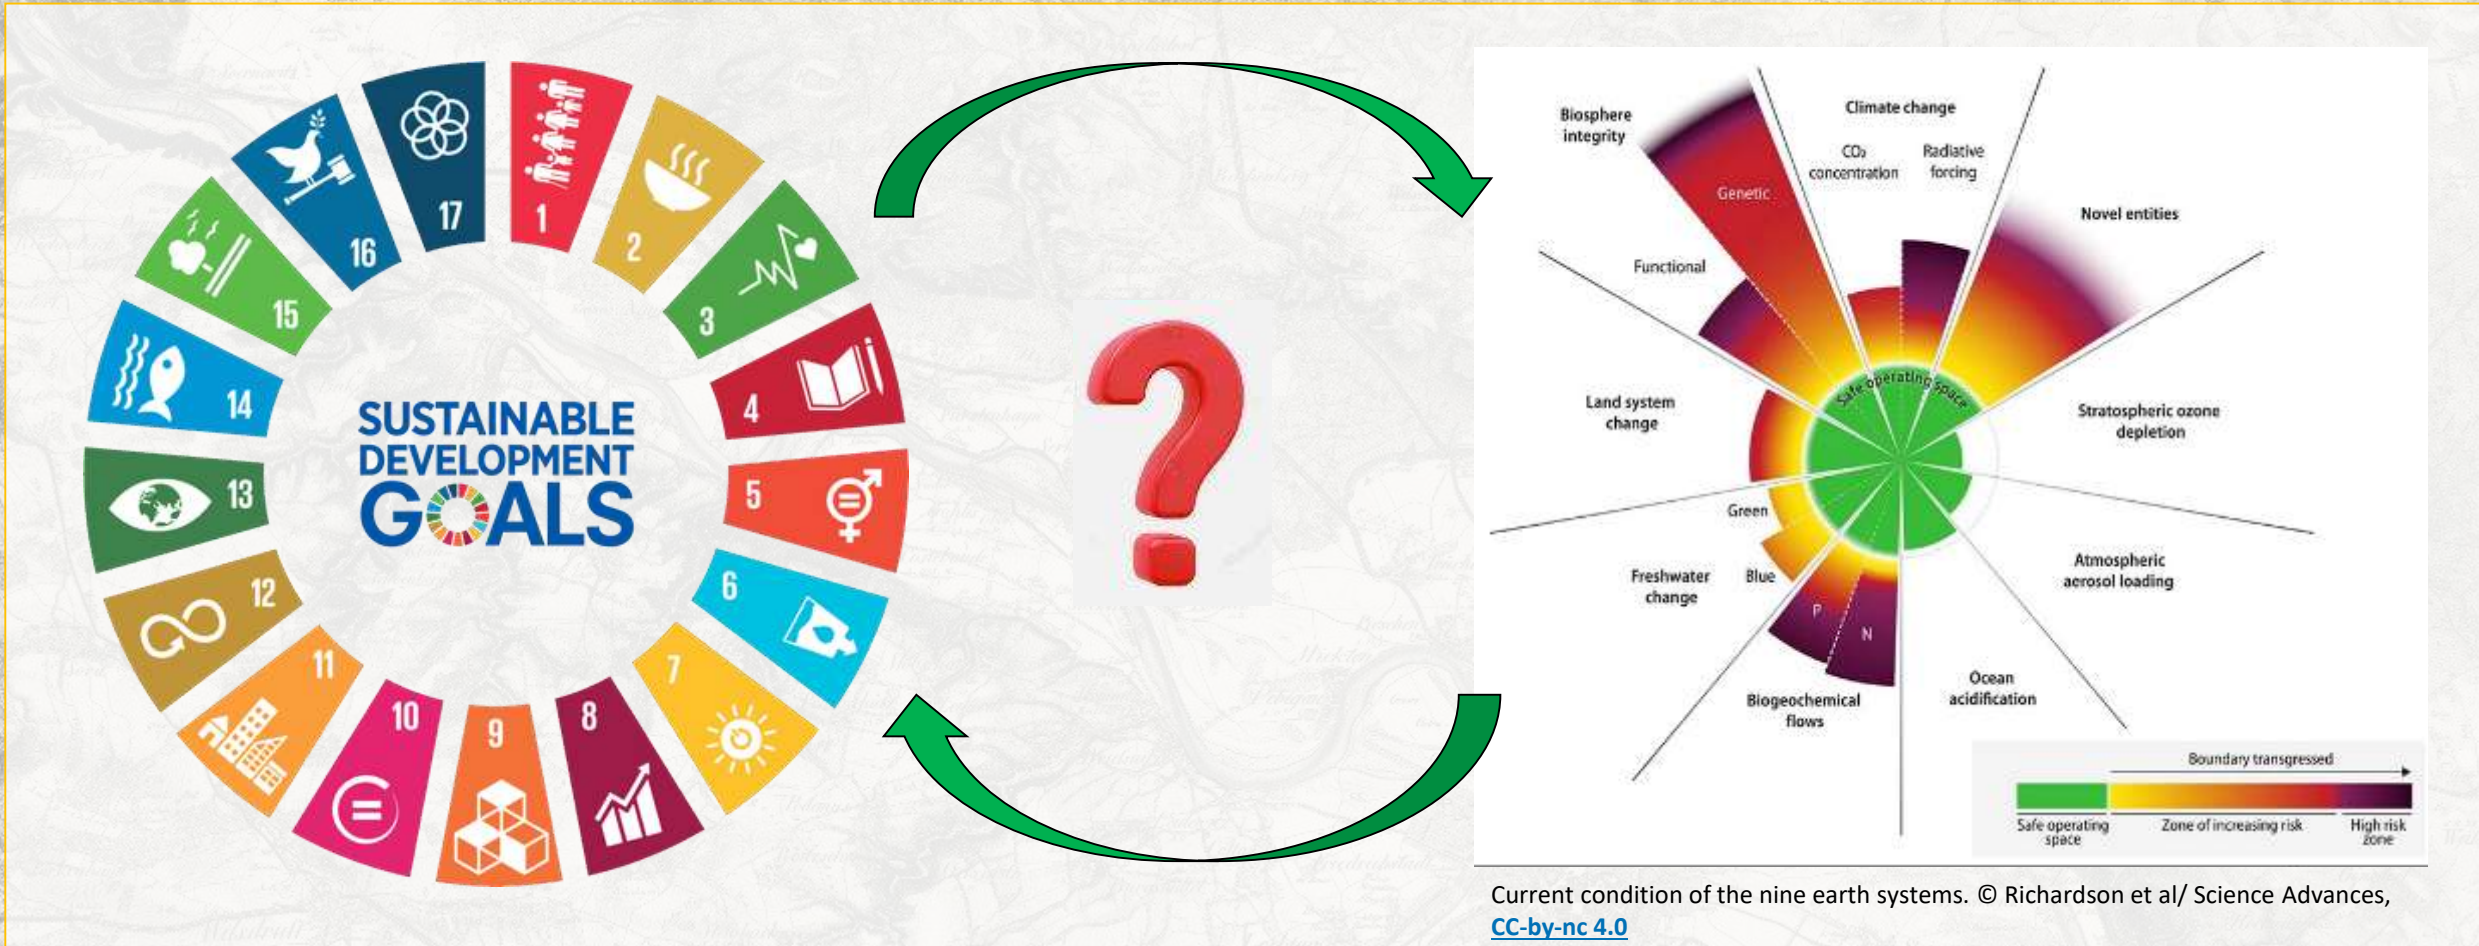 1
2
3
4
5
6
7
8
9
10
11
12
13
14
15
16
17
SUSTAINABLE
DEVELOPMENT
GOALS
?
Biosphere
integrity
Climate change
CO₂
concentration
Radiative
forcing
Genetic
Novel entities
Functional
Safe operating space
Land system
change
Stratospheric ozone
depletion
Green
Freshwater
change
Blue
Atmospheric
aerosol loading
P
N
Biogeochemical
flows
Ocean
acidification
Boundary transgressed
Safe operating
space
Zone of increasing risk
High risk
zone
Current condition of the nine earth systems. © Richardson et al/ Science Advances,
CC-by-nc 4.0